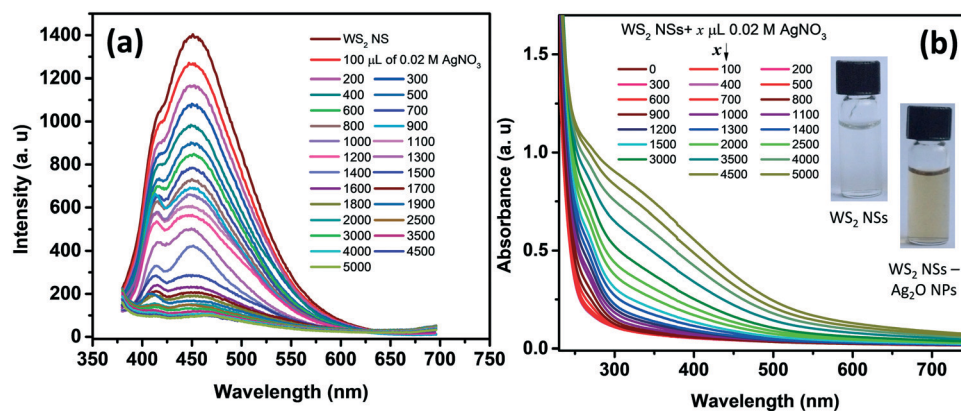 (a)
WS2 NS
100 μL of 0.02 M AgNO3
200 300
400 500
600 700
800 900
1000 1100
1200 1300
1400 1500
1600 1700
1800 1900
2000 2500
3000 3500
4000 4500
5000
Intensity (a. u)
1400
1200
1000
800
600
400
200
0
350 400 450 500 550 600 650 700 750
Wavelength (nm)
(b)
WS2 NSs+ x μL 0.02 M AgNO3
x
0 100 200
300 400 500
600 700 800
900 1000 1100
1200 1300 1400
1500 2000 2500
3000 3500 4000
4500 5000
WS2 NSs
WS2 NSs –
Ag2O NPs
Absorbance (a. u)
1.5
1.0
0.5
0.0
300 400 500 600 700
Wavelength (nm)